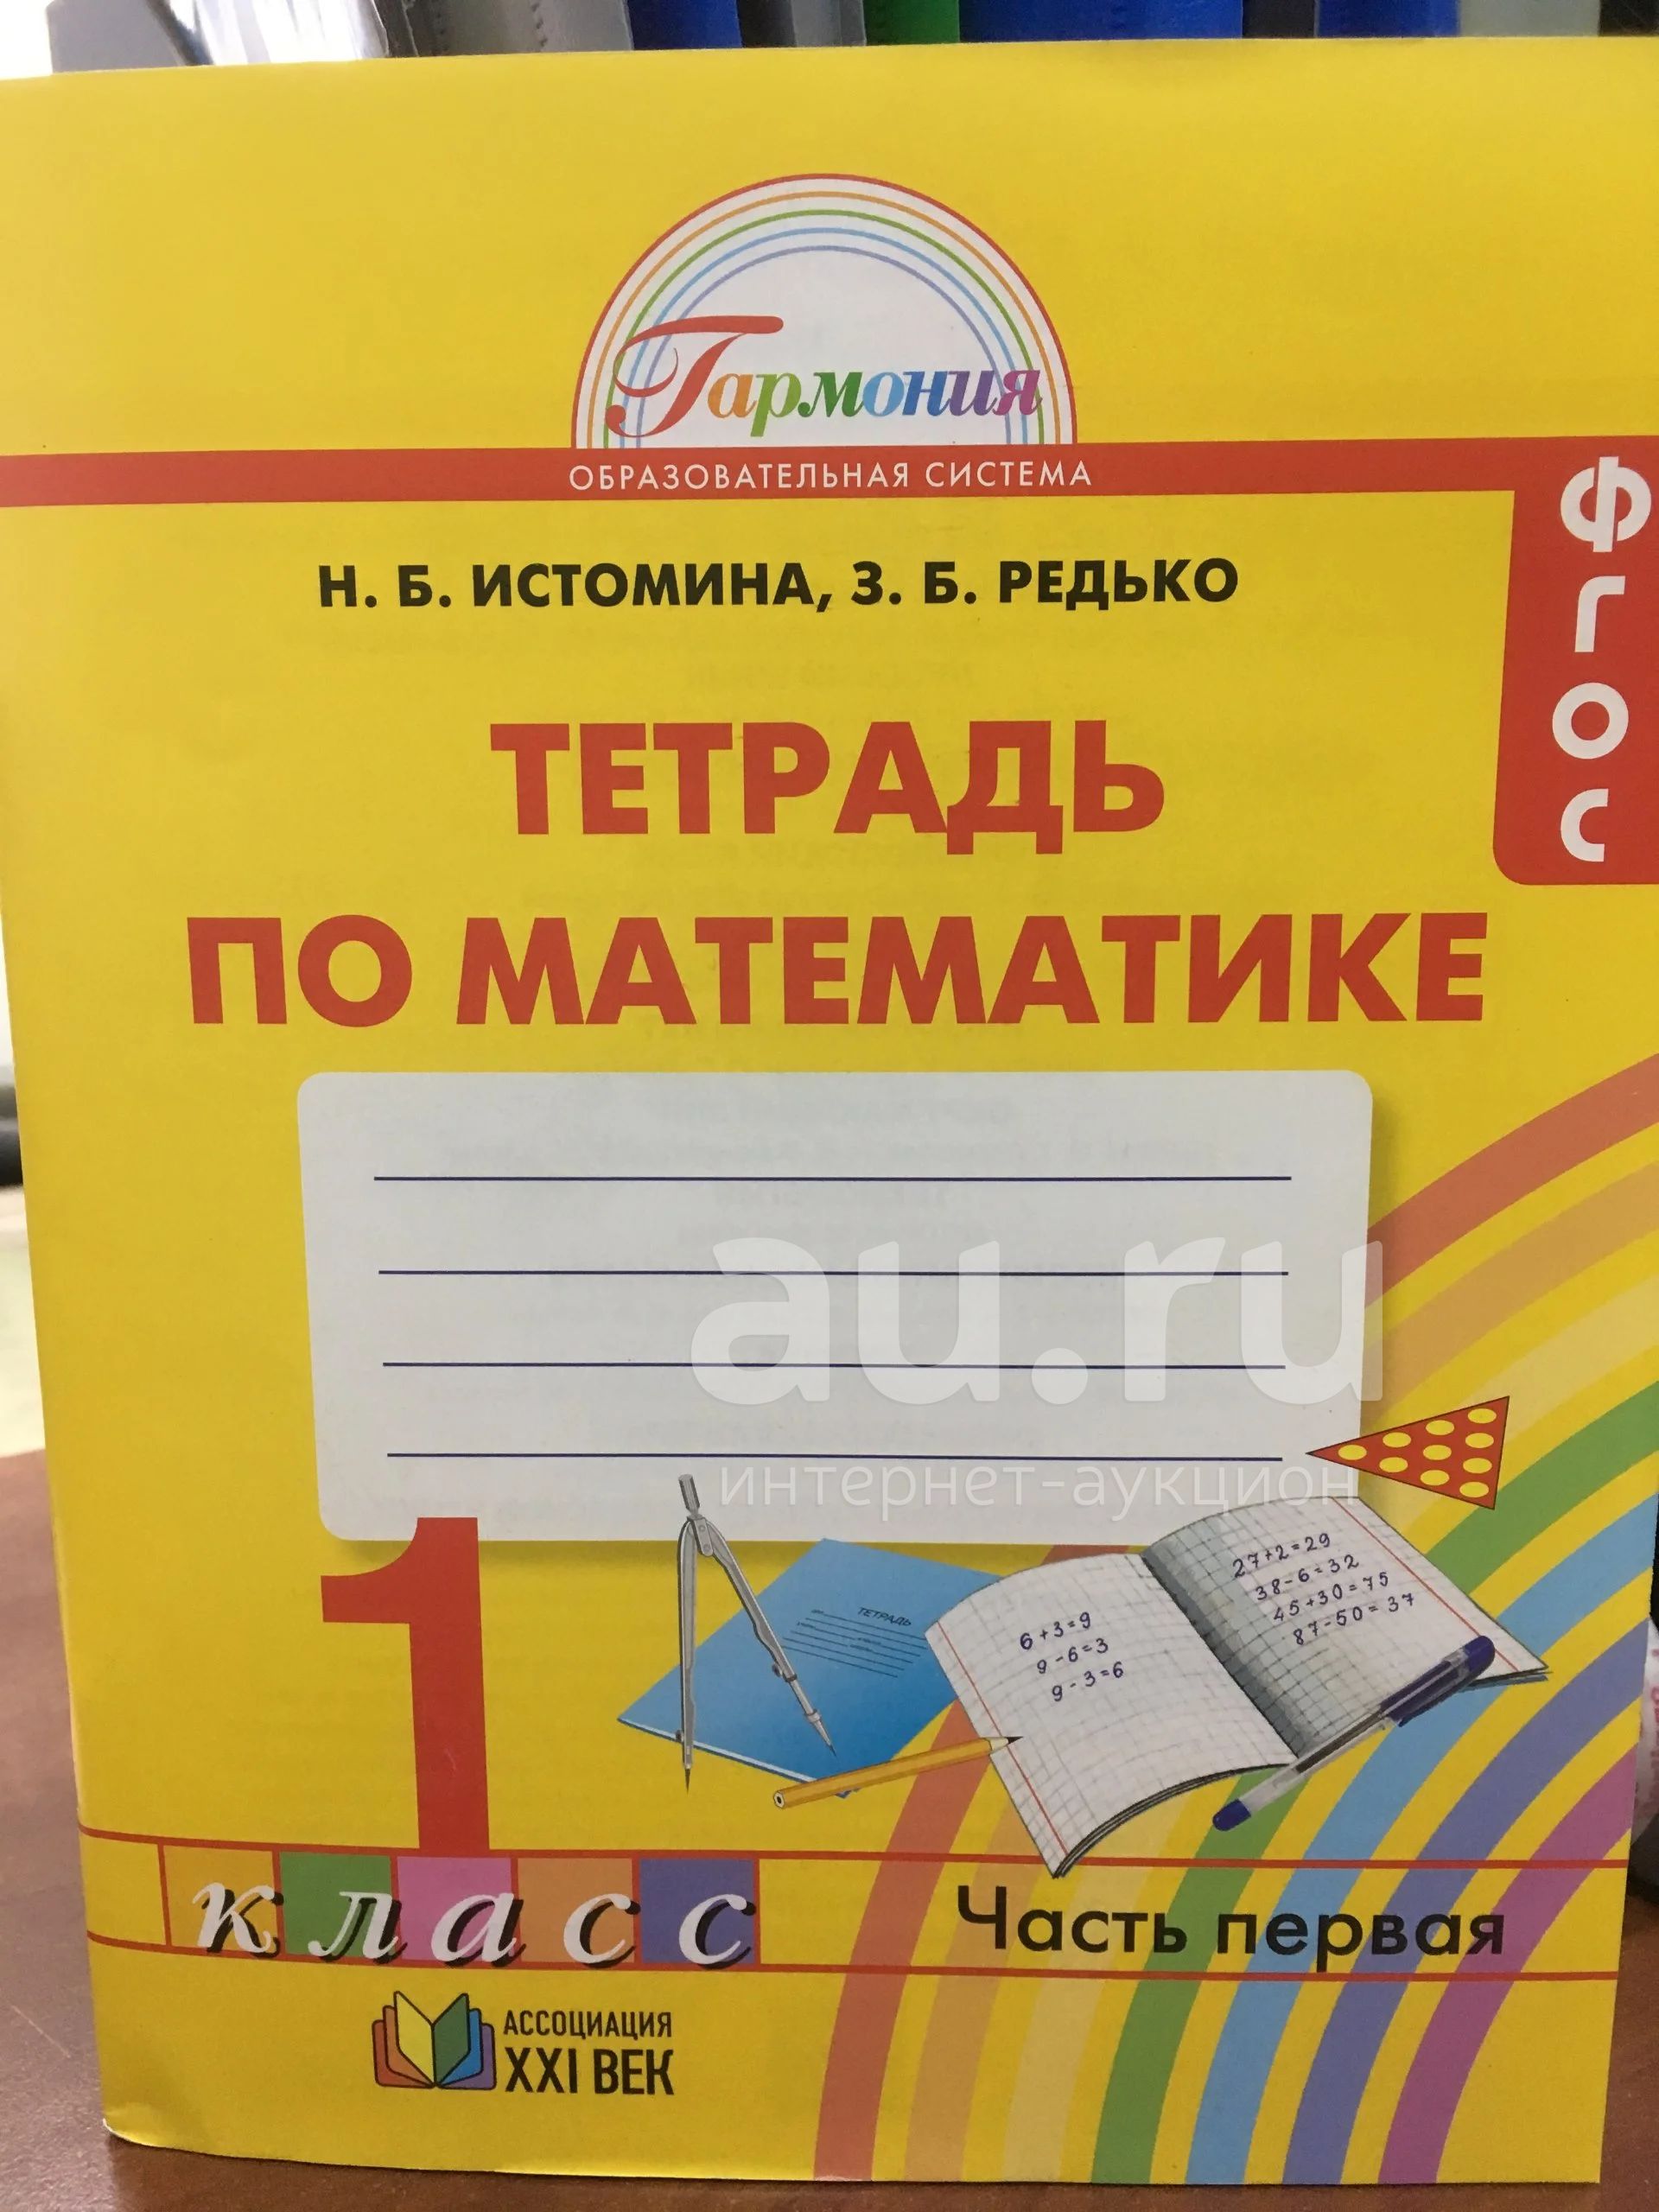 Гармония
ОБРАЗОВАТЕЛЬНАЯ СИСТЕМА
ФГОС
Н. Б. ИСТОМИНА, З. Б. РЕДЬКО
ТЕТРАДЬ
ПО МАТЕМАТИКЕ
au.ru
интернет-аукцион
ТЕТРАДЬ
6+3=9
9-6=3
9-3=6
27+2=29
38-6=32
45+30=75
87-50=37
1
класс
Часть первая
АССОЦИАЦИЯ
XXI ВЕК